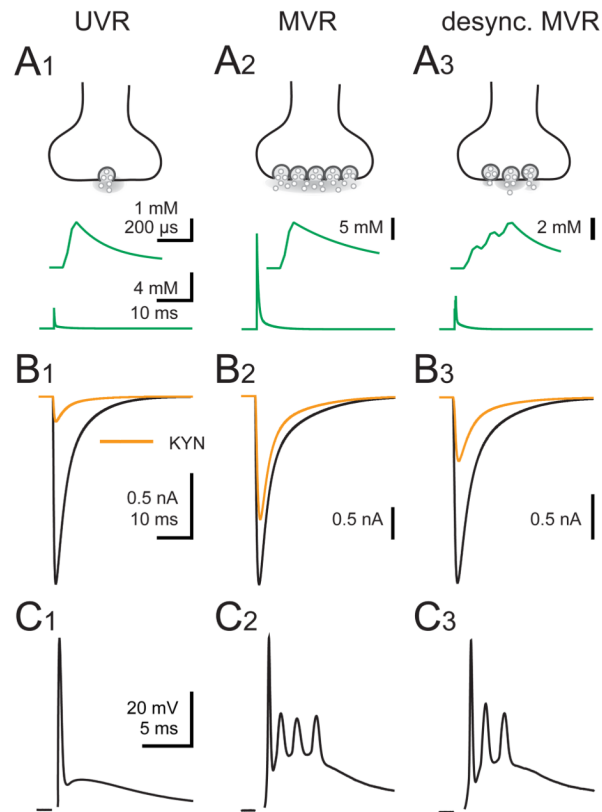 UVR MVR desync. MVR
A1 A2 A3
1 mM
200 µs
5 mM
2 mM
4 mM
10 ms
B1 B2 B3
KYN
0.5 nA
10 ms
0.5 nA
0.5 nA
C1 C2 C3
20 mV
5 ms